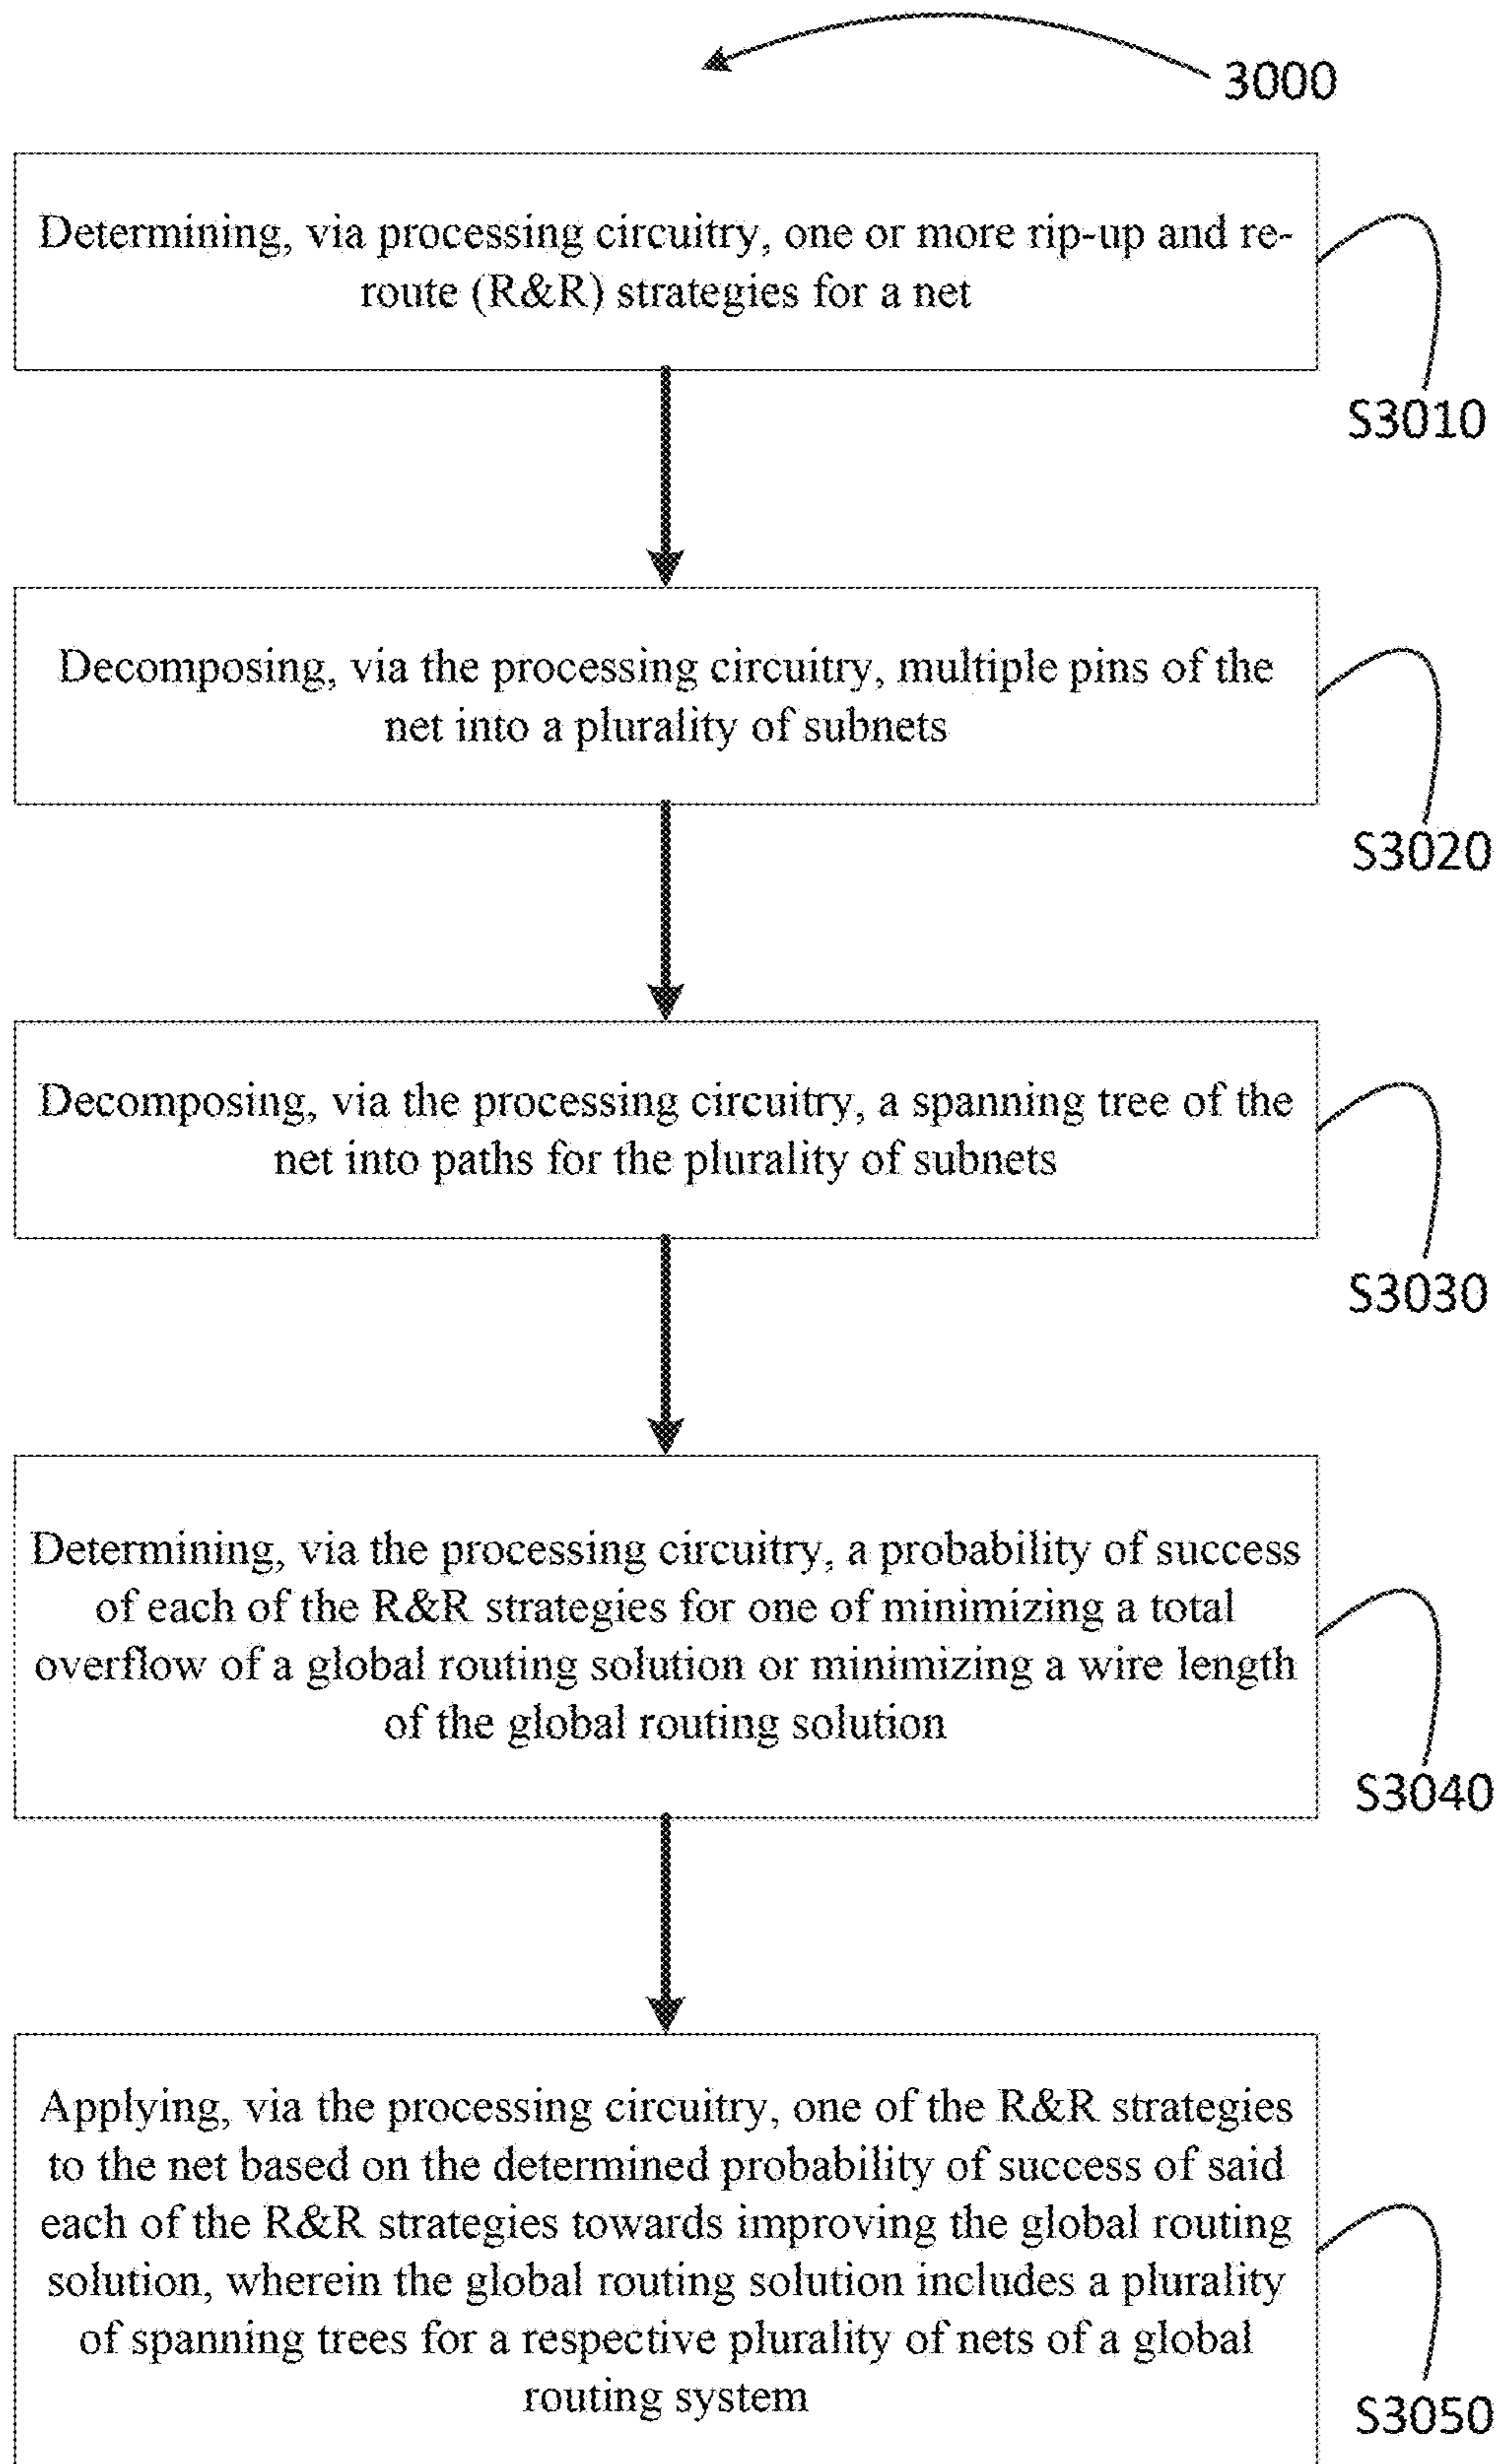 3000
Determining, via processing circuitry, one or more rip-up and re-
route (R&R) strategies for a net
S3010
Decomposing, via the processing circuitry, multiple pins of the
net into a plurality of subnets
S3020
Decomposing, via the processing circuitry, a spanning tree of the
net into paths for the plurality of subnets
S3030
Determining, via the processing circuitry, a probability of success
of each of the R&R strategies for one of minimizing a total
overflow of a global routing solution or minimizing a wire length
of the global routing solution
S3040
Applying, via the processing circuitry, one of the R&R strategies
to the net based on the determined probability of success of said
each of the R&R strategies towards improving the global routing
solution, wherein the global routing solution includes a plurality
of spanning trees for a respective plurality of nets of a global
routing system
S3050